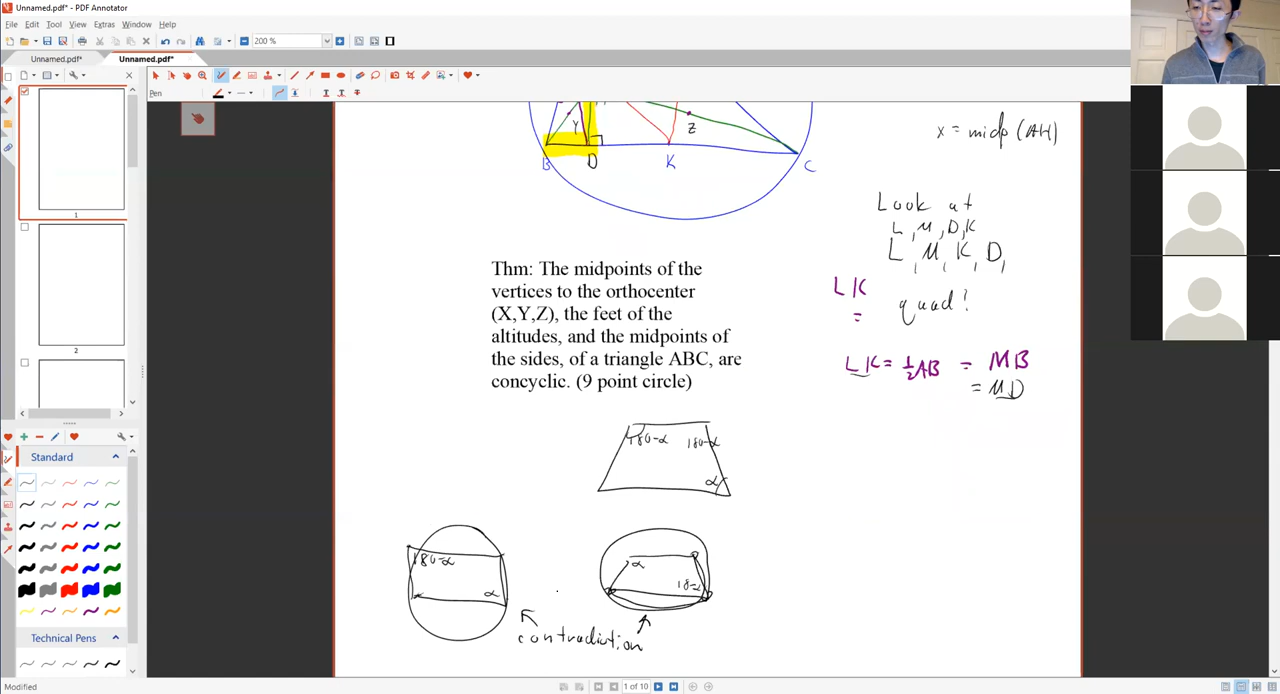 Unnamed.pdf* - PDF Annotator
File Edit Tool View Extras Window Help
200 %
Unnamed.pdf* Unnamed.pdf*
Pen
1
2
Standard
Technical Pens
Modified
1 of 10
Y
Z
B D K C
x = midp (AH)
Look at
L, M, D, K
L, M, K, D,
quad?
LK
=
LK = ½AB = MB
= MD
Thm: The midpoints of the
vertices to the orthocenter
(X,Y,Z), the feet of the
altitudes, and the midpoints of
the sides, of a triangle ABC, are
concyclic. (9 point circle)
180-α 180-α
α
180-α
α
α
18-α
contradiction